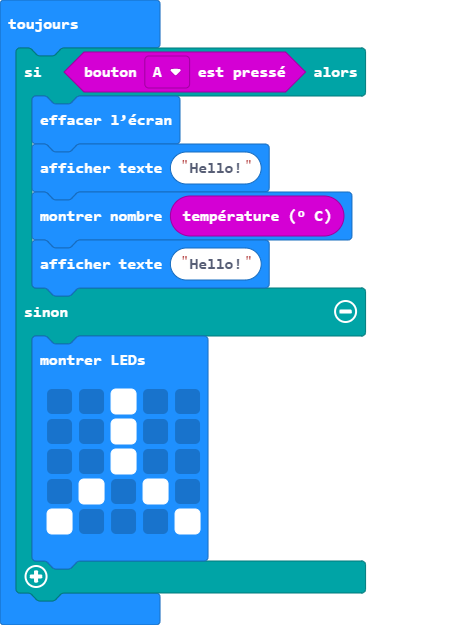 toujours
si bouton A est pressé alors
effacer l’écran
afficher texte "Hello!"
montrer nombre température (º C)
afficher texte "Hello!"
sinon
montrer LEDs